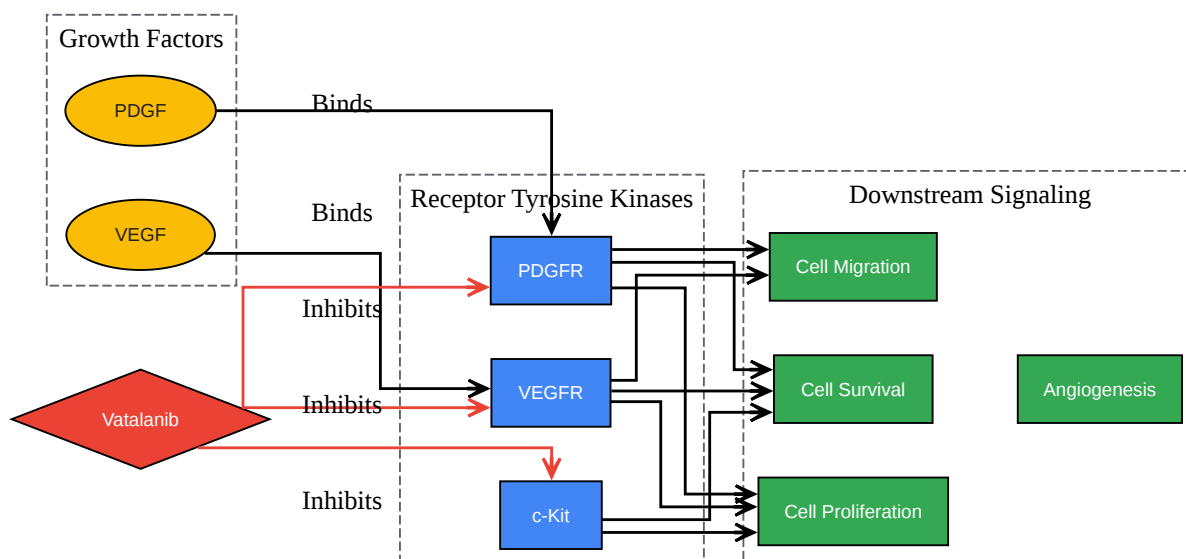 Growth Factors
PDGF
Binds
Receptor Tyrosine Kinases
Downstream Signaling
VEGF
Binds
PDGFR
Cell Migration
Inhibits
VEGFR
Cell Survival
Angiogenesis
Vatalanib
Inhibits
Inhibits
c-Kit
Cell Proliferation